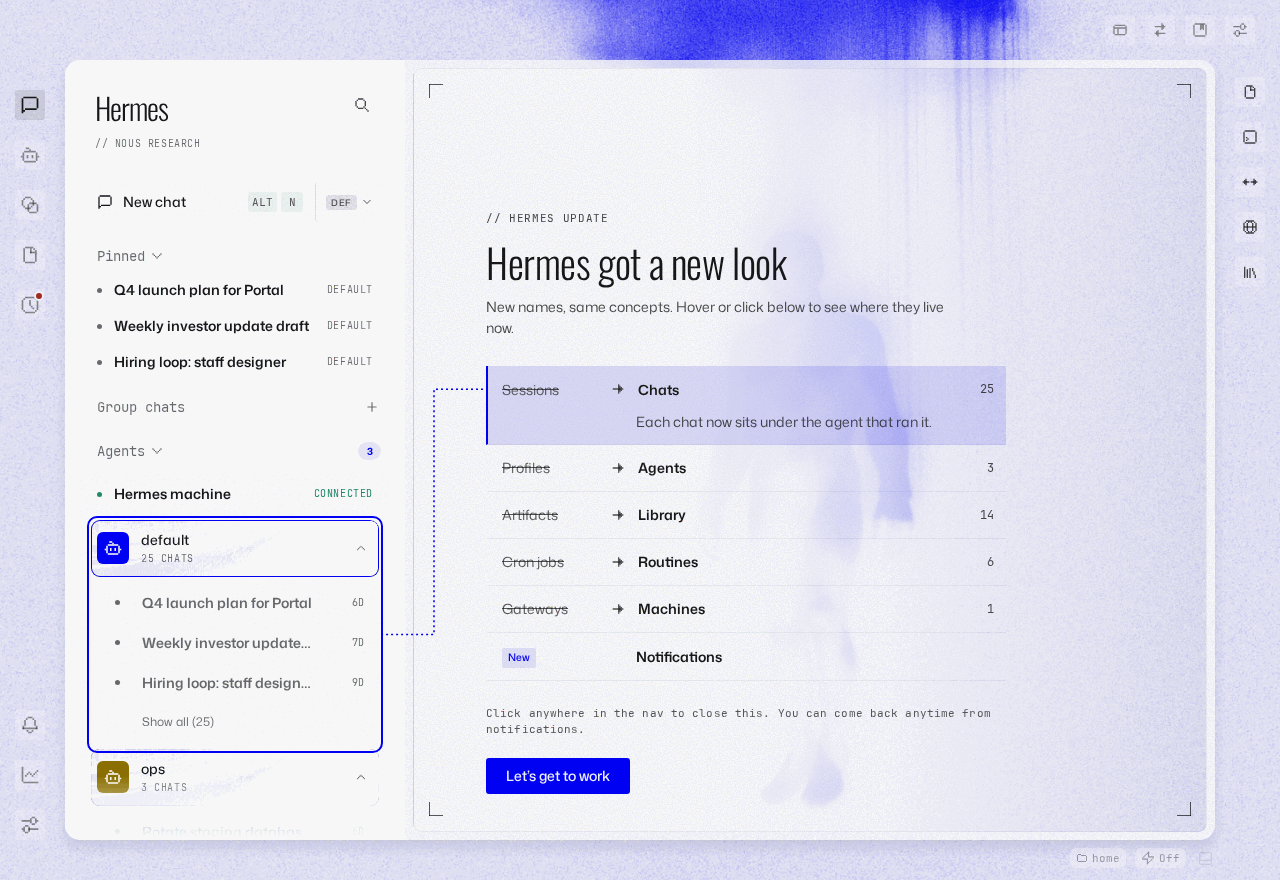 Hermes
// NOUS RESEARCH
New chat ALT N DEF
Pinned
Q4 launch plan for Portal DEFAULT
Weekly investor update draft DEFAULT
Hiring loop: staff designer DEFAULT
Group chats
Agents 3
Hermes machine CONNECTED
default
25 CHATS
Q4 launch plan for Portal 6D
Weekly investor update... 7D
Hiring loop: staff design... 9D
Show all (25)
ops
3 CHATS
// HERMES UPDATE
Hermes got a new look
New names, same concepts. Hover or click below to see where they live
now.
Sessions → Chats 25
Each chat now sits under the agent that ran it.
Profiles → Agents 3
Artifacts → Library 14
Cron jobs → Routines 6
Gateways → Machines 1
New Notifications
Click anywhere in the nav to close this. You can come back anytime from
notifications.
Let's get to work
home Off